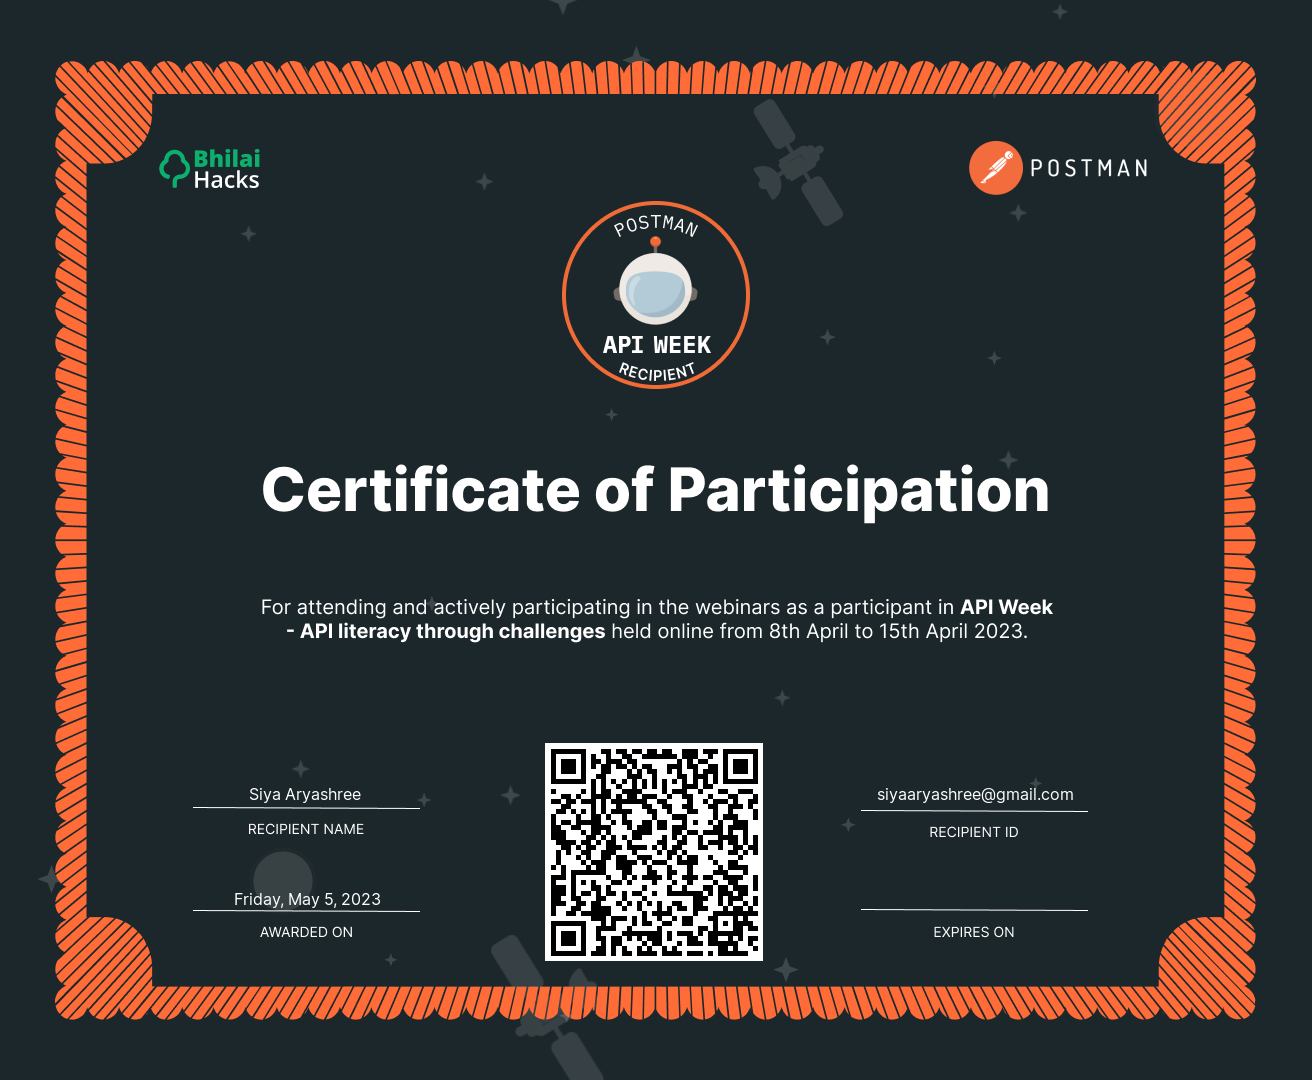 Bhilai
Hacks
POSTMAN
POSTMAN
API WEEK
RECIPIENT
Certificate of Participation
For attending and actively participating in the webinars as a participant in API Week
- API literacy through challenges held online from 8th April to 15th April 2023.
Siya Aryashree
RECIPIENT NAME
siyaaryashree@gmail.com
RECIPIENT ID
Friday, May 5, 2023
AWARDED ON
EXPIRES ON